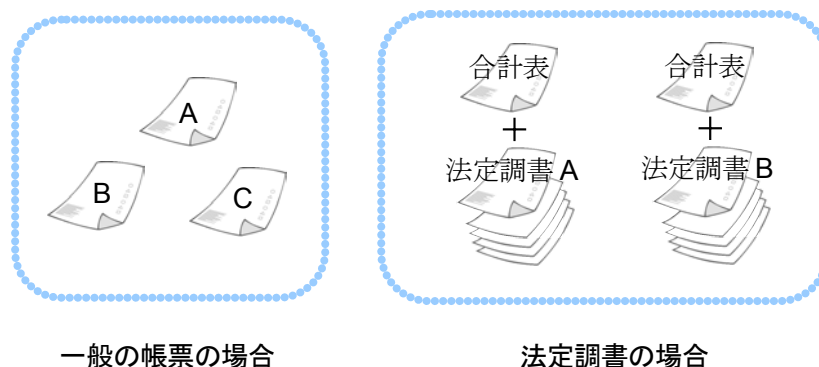 A
B
C
一般の帳票の場合
合計表
+
法定調書 A
合計表
+
法定調書 B
法定調書の場合